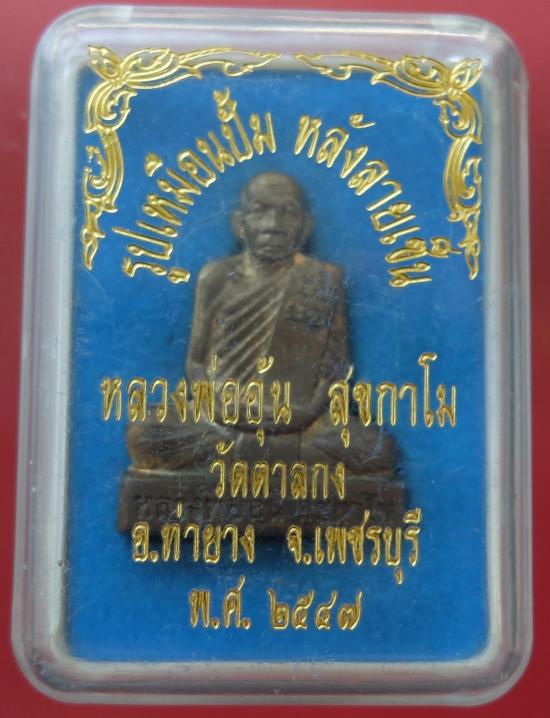 รูปเหมือนปั้ม หลังลายเซ็น
หลวงพ่ออุ้น สุขกาโม
วัดตาลกง
อ.ท่ายาง จ.เพชรบุรี
พ.ศ. ๒๕๔๗